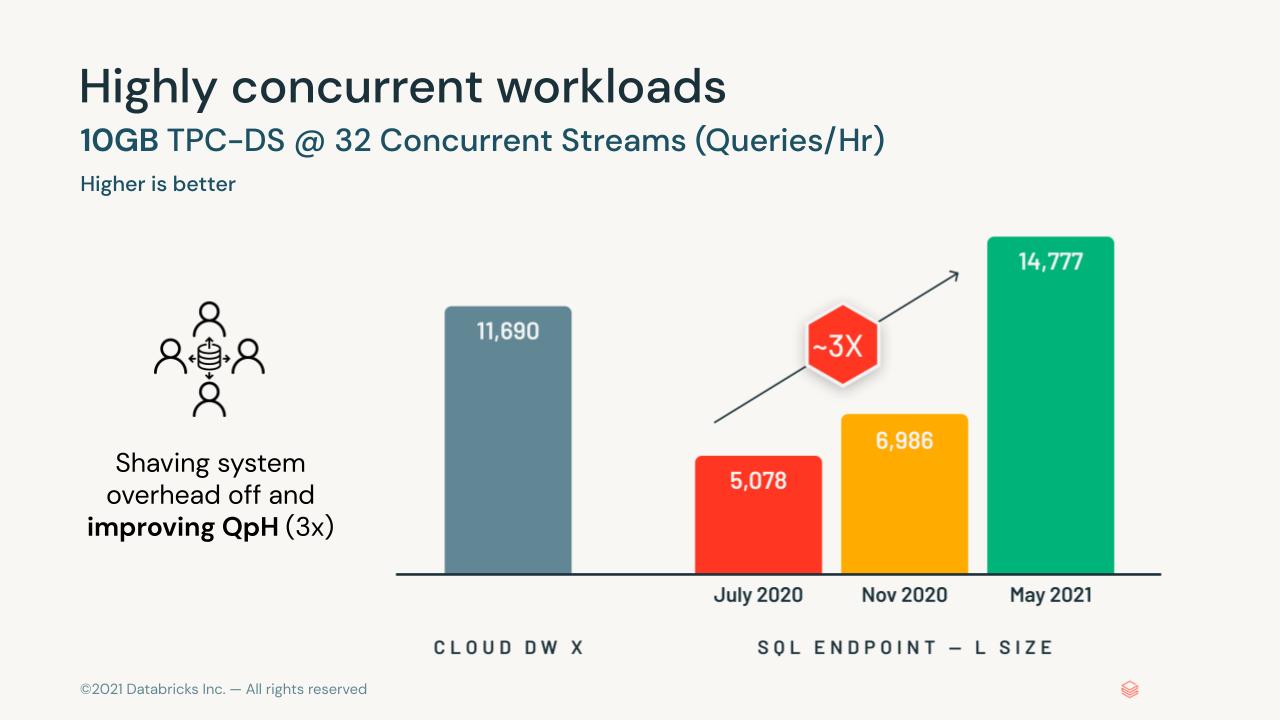 Highly concurrent workloads
10GB TPC-DS @ 32 Concurrent Streams (Queries/Hr)
Higher is better
Shaving system
overhead off and
improving QpH (3x)
11,690
~3X
5,078
6,986
14,777
July 2020
Nov 2020
May 2021
CLOUD DW X
SQL ENDPOINT – L SIZE
©2021 Databricks Inc. — All rights reserved